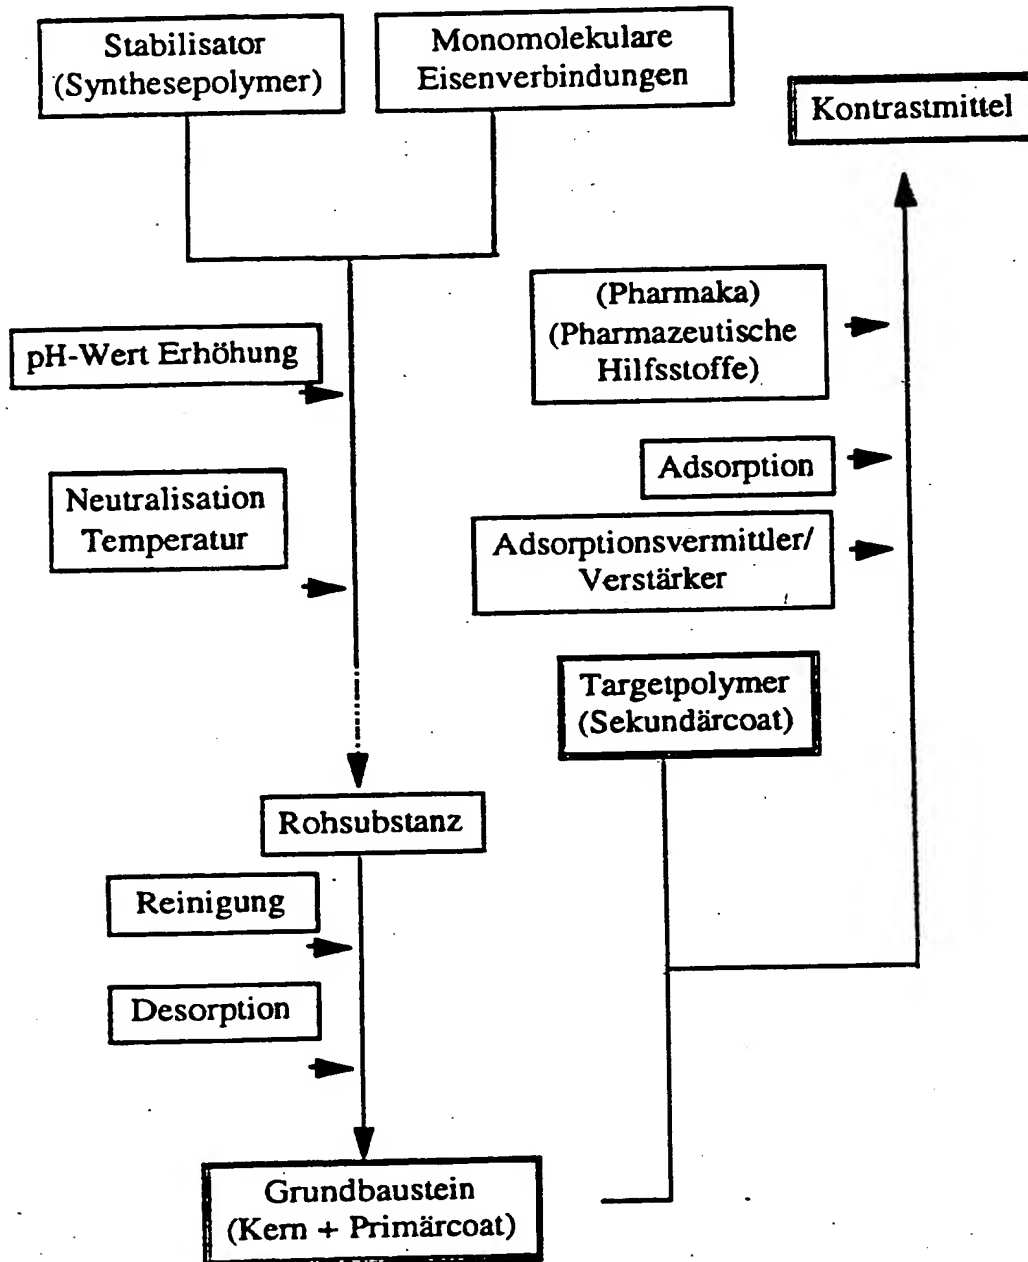 Stabilisator
(Synthesepolymer)
Monomolekulare
Eisenverbindungen
Kontrastmittel
(Pharmaka)
(Pharmazeutische
Hilfsstoffe)
pH-Wert Erhöhung
Adsorption
Neutralisation
Temperatur
Adsorptionsvermittler/
Verstärker
Targetpolymer
(Sekundärcoat)
Rohsubstanz
Reinigung
Desorption
Grundbaustein
(Kern + Primärcoat)